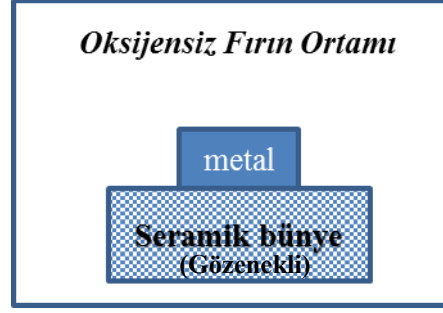 Oksijensiz Fırın Ortamı
metal
Seramik bünye
(Gözenekli)